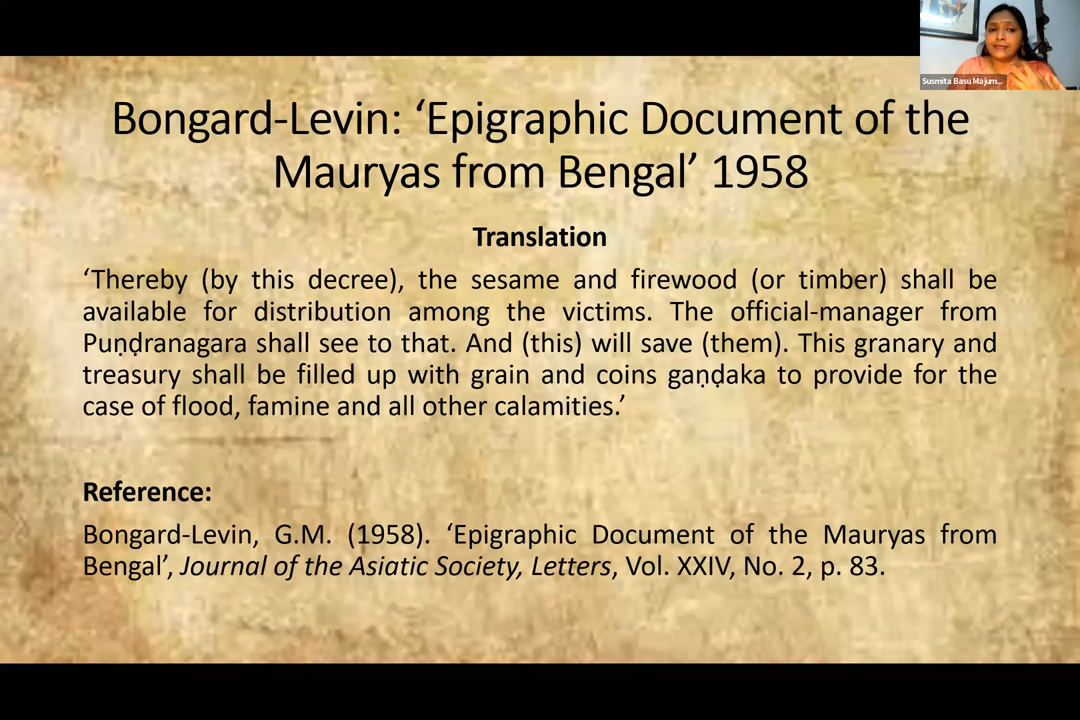 Susmita Basu Majum...
Bongard-Levin: ‘Epigraphic Document of the
Mauryas from Bengal’ 1958
Translation
‘Thereby (by this decree), the sesame and firewood (or timber) shall be
available for distribution among the victims. The official-manager from
Puṇḍranagara shall see to that. And (this) will save (them). This granary and
treasury shall be filled up with grain and coins gaṇḍaka to provide for the
case of flood, famine and all other calamities.’
Reference:
Bongard-Levin, G.M. (1958). ‘Epigraphic Document of the Mauryas from
Bengal’, Journal of the Asiatic Society, Letters, Vol. XXIV, No. 2, p. 83.